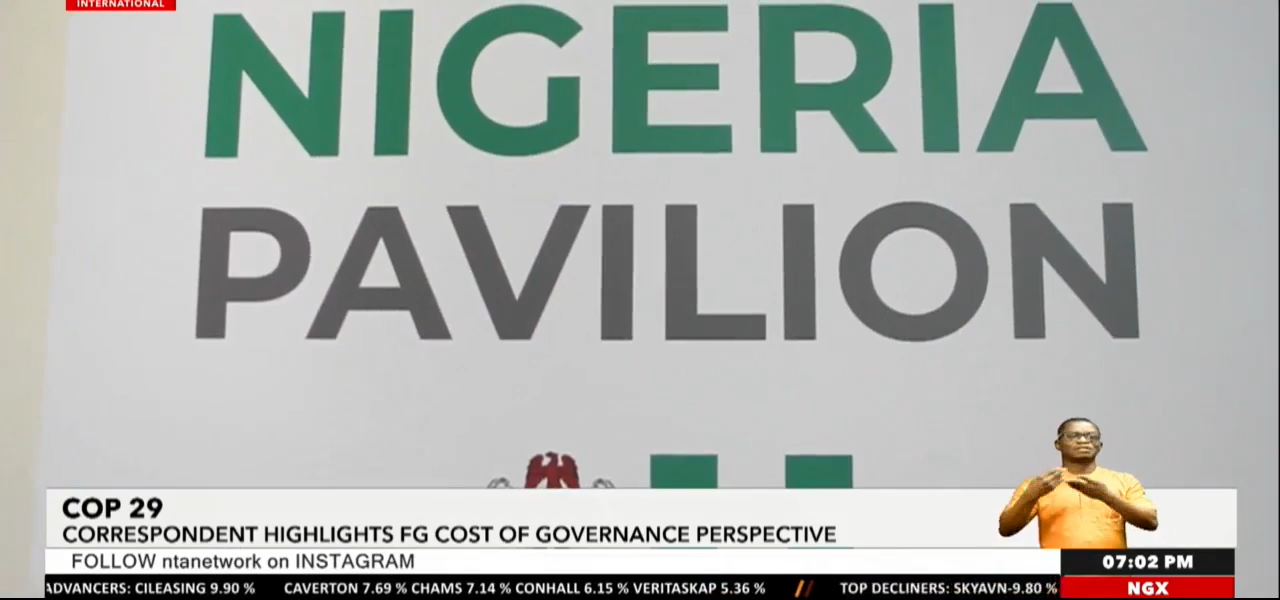 INTERNATIONAL
NIGERIA
PAVILION
COP 29
CORRESPONDENT HIGHLIGHTS FG COST OF GOVERNANCE PERSPECTIVE
FOLLOW ntanetwork on INSTAGRAM
07:02 PM
ADVANCERS: CILEASING 9.90 % CAVERTON 7.69 % CHAMS 7.14 % CONHALL 6.15 % VERITASKAP 5.36 % // TOP DECLINERS: SKYAVN-9.80 %
NGX